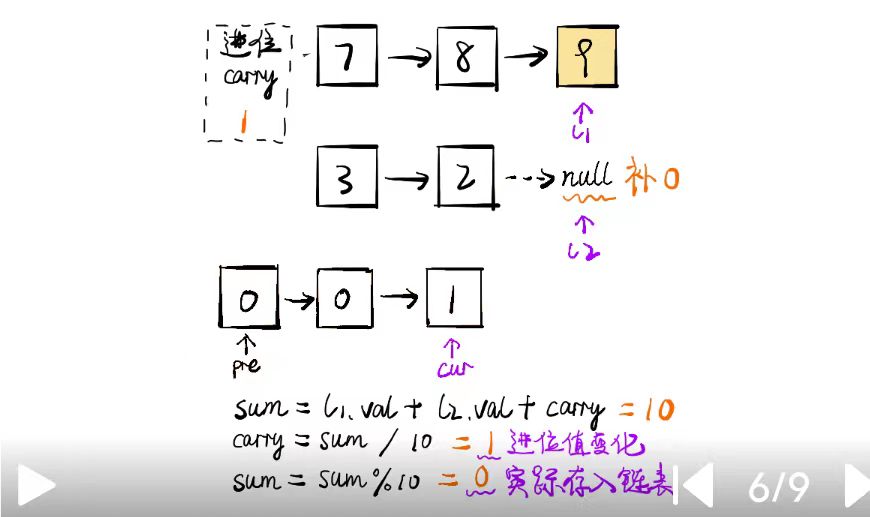 进位
carry
1
7 → 8 → 9
l1
3 → 2 ⇢ null 补0
l2
0 → 0 → 1
pre cur
sum = l1.val + l2.val + carry = 10
carry = sum / 10 = 1 进位值变化
sum = sum%10 = 0 实际存入链表
6/9